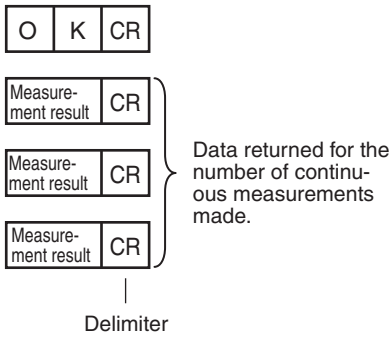 O K CR
Measure-
ment result CR
Measure-
ment result CR
Measure-
ment result CR
Data returned for the
number of continu-
ous measurements
made.
Delimiter